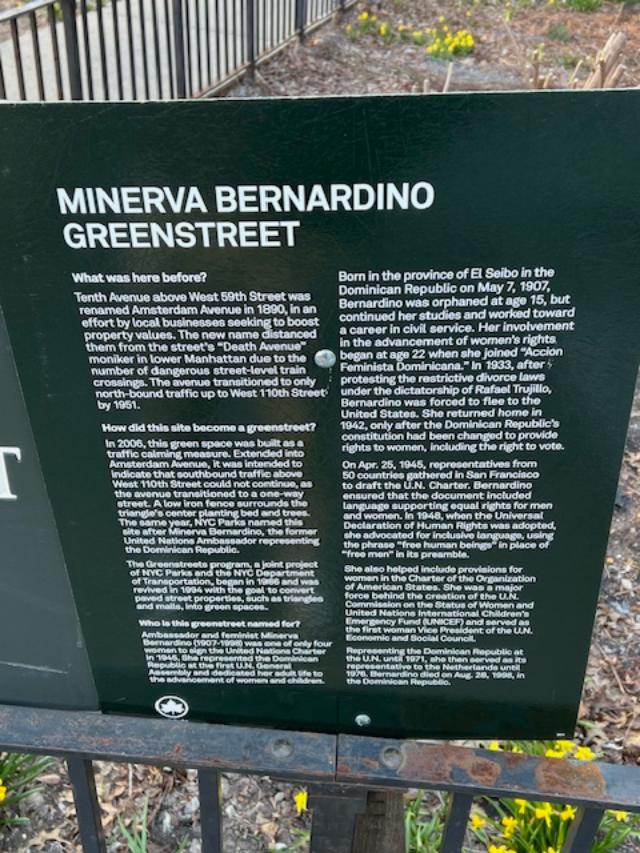 MINERVA BERNARDINO
GREENSTREET
What was here before?
Tenth Avenue above West 59th Street was
renamed Amsterdam Avenue in 1890, in an
effort by local businesses seeking to boost
property values. The new name distanced
them from the street's "Death Avenue"
moniker in lower Manhattan due to the
number of dangerous street-level train
crossings. The avenue transitioned to only
north-bound traffic up to West 110th Street
by 1951.
How did this site become a greenstreet?
In 2006, this green space was built as a
traffic calming measure. Extended into
Amsterdam Avenue, it was intended to
indicate that southbound traffic above
West 110th Street could not continue, as
the avenue transitioned to a one-way
street. A low iron fence surrounds the
triangle's center planting bed and trees.
The same year, NYC Parks named this
site after Minerva Bernardino, the former
United Nations Ambassador representing
the Dominican Republic.
The Greenstreets program, a joint project
of NYC Parks and the NYC Department
of Transportation, began in 1986 and was
revived in 1994 with the goal to convert
paved street properties, such as triangles
and malls, into green spaces.
Who is this greenstreet named for?
Ambassador and feminist Minerva
Bernardino (1907-1998) was one of only four
women to sign the United Nations Charter
in 1945. She represented the Dominican
Republic at the first U.N. General
Assembly and dedicated her adult life to
the advancement of women and children.
Born in the province of El Seibo in the
Dominican Republic on May 7, 1907,
Bernardino was orphaned at age 15, but
continued her studies and worked toward
a career in civil service. Her involvement
in the advancement of women's rights
began at age 22 when she joined "Accion
Feminista Dominicana." In 1933, after
protesting the restrictive divorce laws
under the dictatorship of Rafael Trujillo,
Bernardino was forced to flee to the
United States. She returned home in
1942, only after the Dominican Republic's
constitution had been changed to provide
rights to women, including the right to vote.
On Apr. 25, 1945, representatives from
50 countries gathered in San Francisco
to draft the U.N. Charter. Bernardino
ensured that the document included
language supporting equal rights for men
and women. In 1948, when the Universal
Declaration of Human Rights was adopted,
she advocated for inclusive language, using
the phrase "free human beings" in place of
"free men" in its preamble.
She also helped include provisions for
women in the Charter of the Organization
of American States. She was a major
force behind the creation of the U.N.
Commission on the Status of Women and
United Nations International Children's
Emergency Fund (UNICEF) and served as
the first woman Vice President of the U.N.
Economic and Social Council.
Representing the Dominican Republic at
the U.N. until 1971, she then served as its
representative to the Netherlands until
1976. Bernardino died on Aug. 28, 1998, in
the Dominican Republic.